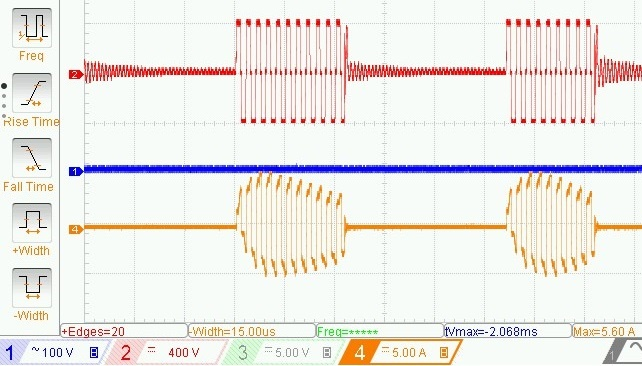 Freq
Rise Time
Fall Time
+Width
-Width
2
1
4
+Edges=20 -Width=15.00us Freq=***** tVmax=-2.068ms Max=5.60 A
1 ~ 100 V B 2 400 V 3 5.00 V B 4 5.00 A B 1